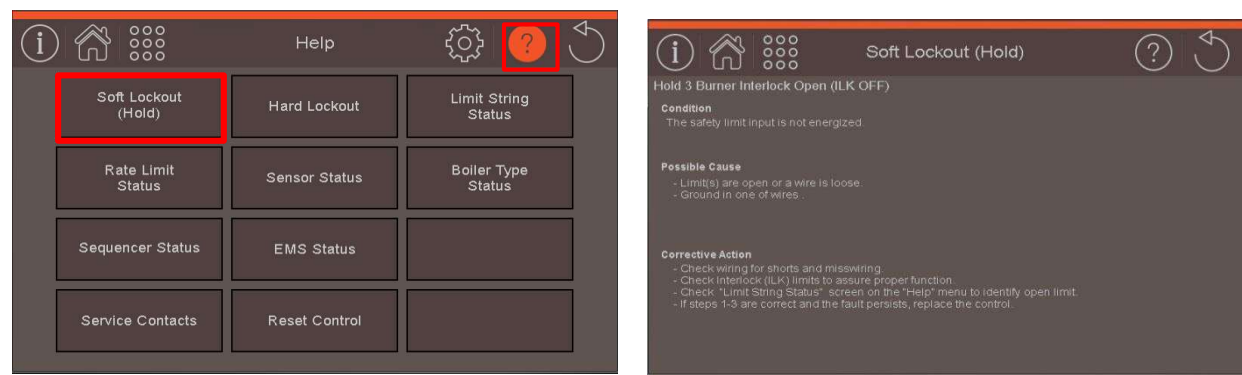 Help
?
Soft Lockout
(Hold)
Hard Lockout
Limit String
Status
Rate Limit
Status
Sensor Status
Boiler Type
Status
Sequencer Status
EMS Status
Service Contacts
Reset Control
Soft Lockout (Hold)
?
Hold 3 Burner Interlock Open (ILK OFF)
Condition
The safety limit input is not energized
Possible Cause
- Limit(s) are open or a wire is loose.
- Ground in one of wires .
Corrective Action
- Check wiring for shorts and misswiring.
- Check Interlock (ILK) limits to assure proper function.
- Check "Limit String Status" screen on the "Help" menu to identify open limit.
- If steps 1-3 are correct and the fault persists, replace the control.